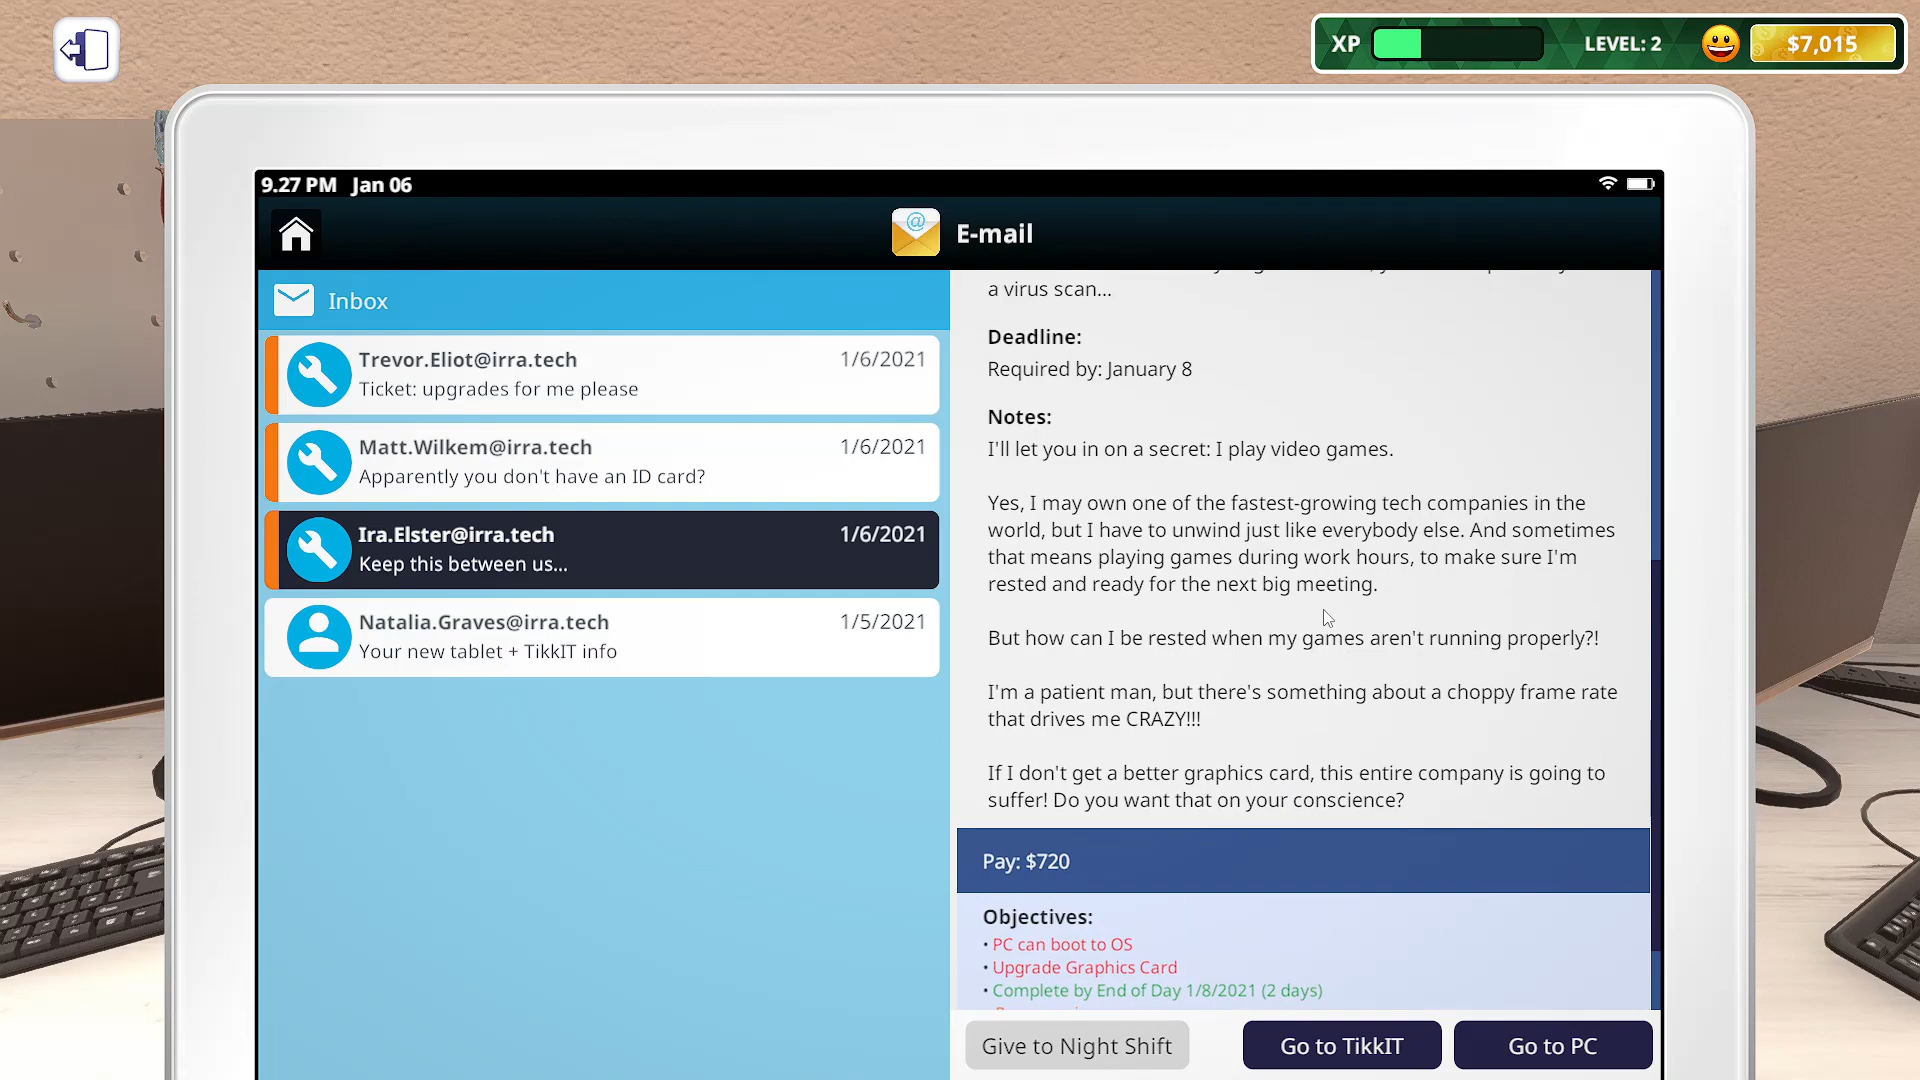 XP
LEVEL: 2
$7,015
9.27 PM Jan 06
E-mail
Inbox
Trevor.Eliot@irra.tech 1/6/2021
Ticket: upgrades for me please
Matt.Wilkem@irra.tech 1/6/2021
Apparently you don't have an ID card?
Ira.Elster@irra.tech 1/6/2021
Keep this between us...
Natalia.Graves@irra.tech 1/5/2021
Your new tablet + TikkIT info
a virus scan...
Deadline:
Required by: January 8
Notes:
I'll let you in on a secret: I play video games.
Yes, I may own one of the fastest-growing tech companies in the
world, but I have to unwind just like everybody else. And sometimes
that means playing games during work hours, to make sure I'm
rested and ready for the next big meeting.
But how can I be rested when my games aren't running properly?!
I'm a patient man, but there's something about a choppy frame rate
that drives me CRAZY!!!
If I don't get a better graphics card, this entire company is going to
suffer! Do you want that on your conscience?
Pay: $720
Objectives:
• PC can boot to OS
• Upgrade Graphics Card
• Complete by End of Day 1/8/2021 (2 days)
Give to Night Shift
Go to TikkIT
Go to PC